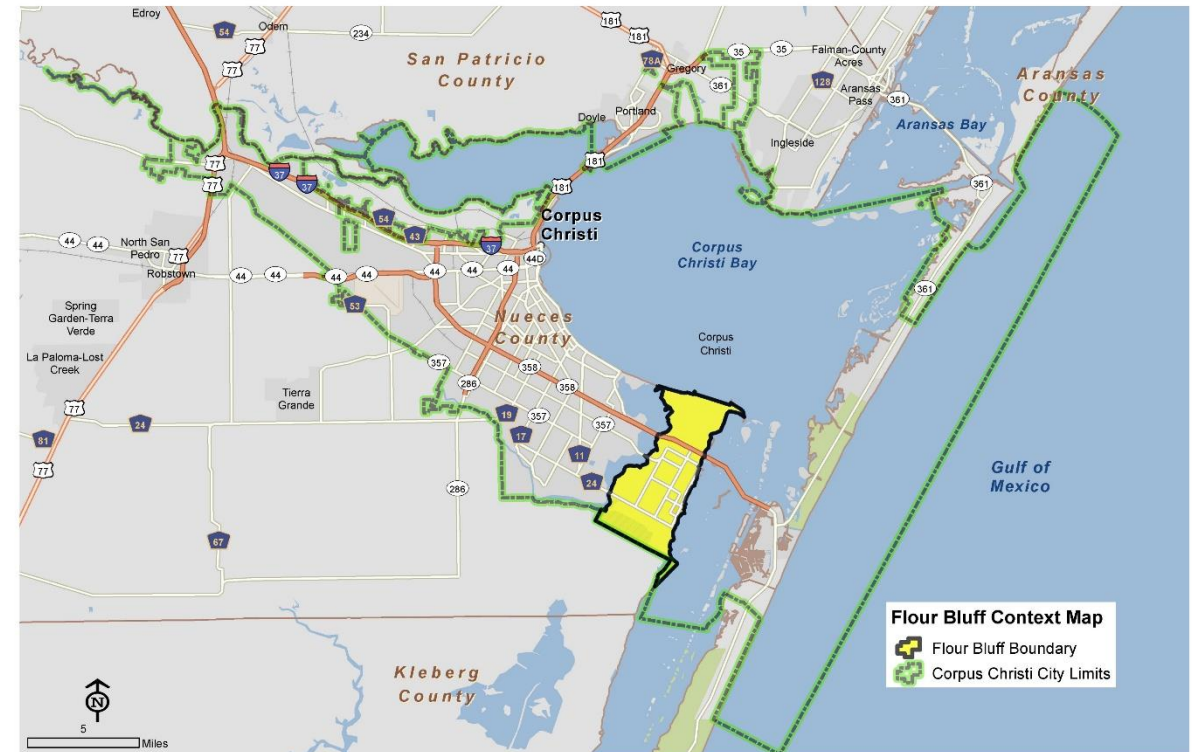 Edroy
Odem
54
77
234
181
181
San Patricio
County
77
78A
Gregory
35
35
Falman-County
Acres
128
Aransas
Pass
361
361
Aransas
County
Portland
Doyle
Ingleside
Aransas Bay
77
77
37
37
181
181
361
54
43
37
Corpus
Christi
44D
44
44
North San
Pedro
77
Robstown
44
44
44
44
44
44
44
Corpus
Christi Bay
361
53
Spring
Garden-Terra
Verde
Nueces
County
Corpus
Christi
La Paloma-Lost
Creek
357
358
358
286
Tierra
Grande
77
24
19
357
357
17
81
11
77
24
286
Gulf of
Mexico
67
Flour Bluff Context Map
Flour Bluff Boundary
Corpus Christi City Limits
Kleberg
County
N
5
Miles